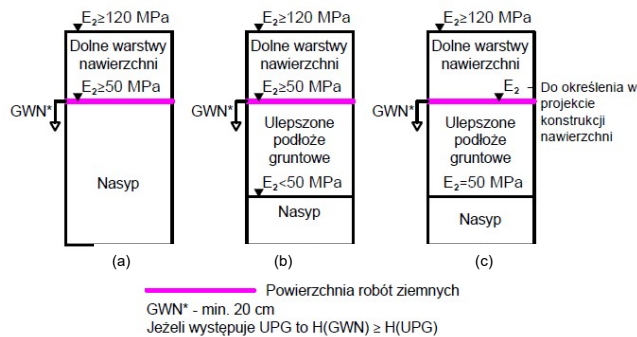 E₂≥120 MPa
Dolne warstwy
nawierzchni
E₂≥50 MPa
GWN*
Nasyp
(a)
E₂≥120 MPa
Dolne warstwy
nawierzchni
E₂≥50 MPa
GWN*
Ulepszone
podłoże
gruntowe
E₂<50 MPa
Nasyp
(b)
E₂≥120 MPa
Dolne warstwy
nawierzchni
E₂ - Do określenia w
projekcie
konstrukcji
nawierzchni
GWN*
Ulepszone
podłoże
gruntowe
E₂=50 MPa
Nasyp
(c)
Powierzchnia robót ziemnych
GWN* - min. 20 cm
Jeżeli występuje UPG to H(GWN) ≥ H(UPG)